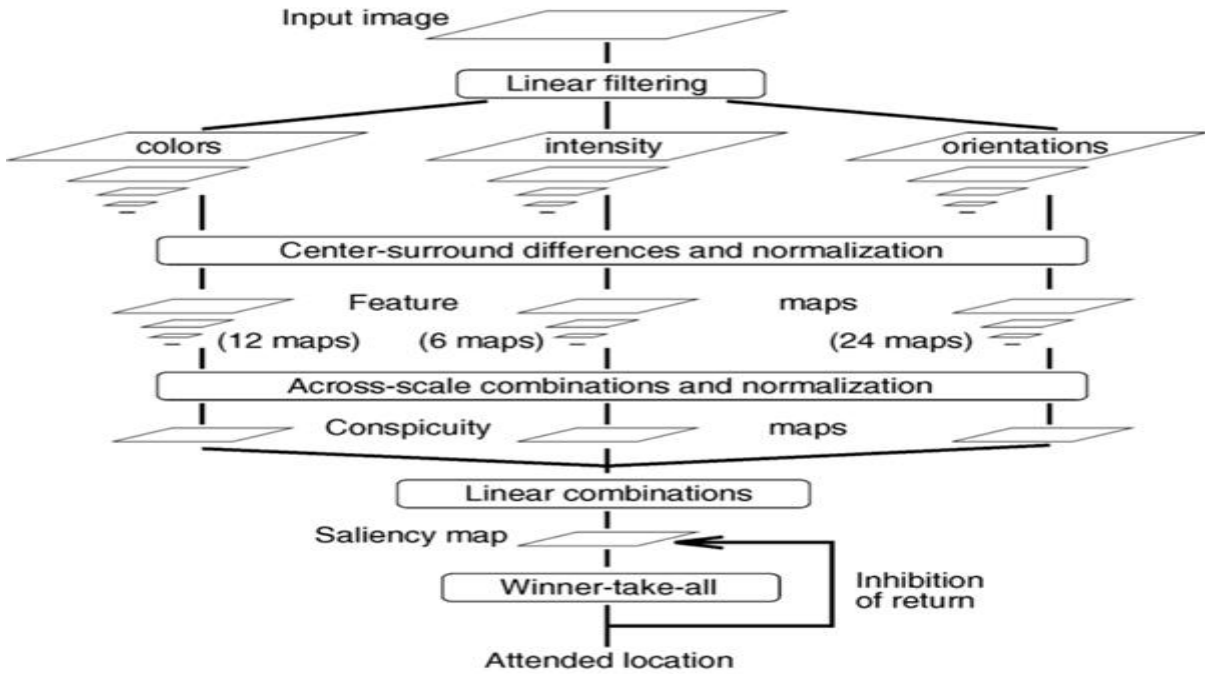 Input image
Linear filtering
colors
intensity
orientations
Center-surround differences and normalization
Feature maps
(12 maps)
(6 maps)
(24 maps)
Across-scale combinations and normalization
Conspicuity maps
Linear combinations
Saliency map
Winner-take-all
Inhibition
of return
Attended location